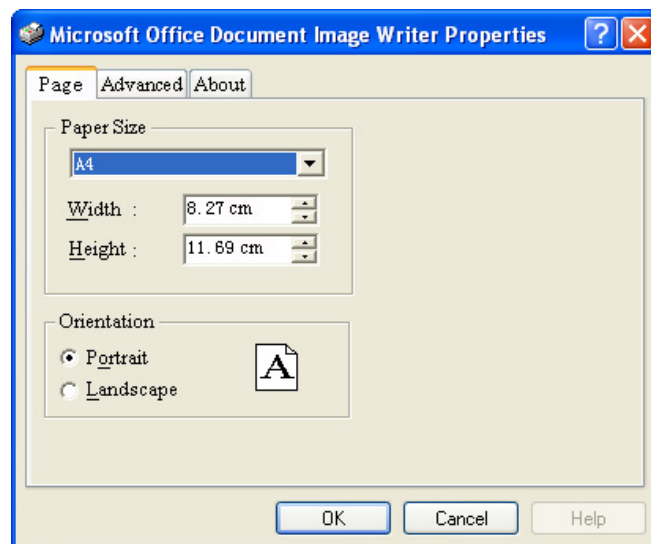 Microsoft Office Document Image Writer Properties
Page Advanced About
Paper Size
A4
Width : 8.27 cm
Height : 11.69 cm
Orientation
Portrait
Landscape
A
OK Cancel Help